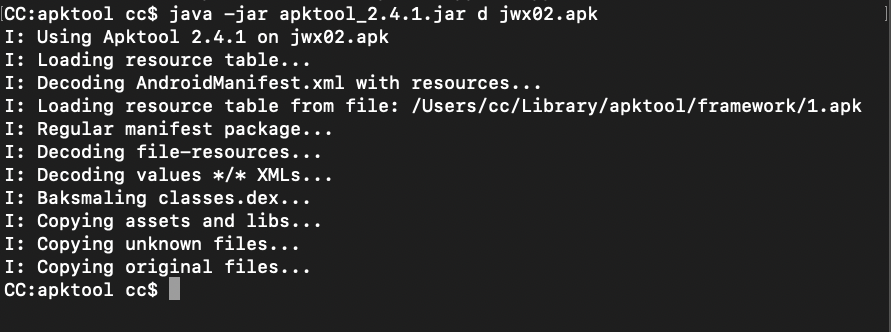 [CC:apktool cc$ java -jar apktool_2.4.1.jar d jwx02.apk ]
I: Using Apktool 2.4.1 on jwx02.apk
I: Loading resource table...
I: Decoding AndroidManifest.xml with resources...
I: Loading resource table from file: /Users/cc/Library/apktool/framework/1.apk
I: Regular manifest package...
I: Decoding file-resources...
I: Decoding values */* XMLs...
I: Baksmaling classes.dex...
I: Copying assets and libs...
I: Copying unknown files...
I: Copying original files...
CC:apktool cc$